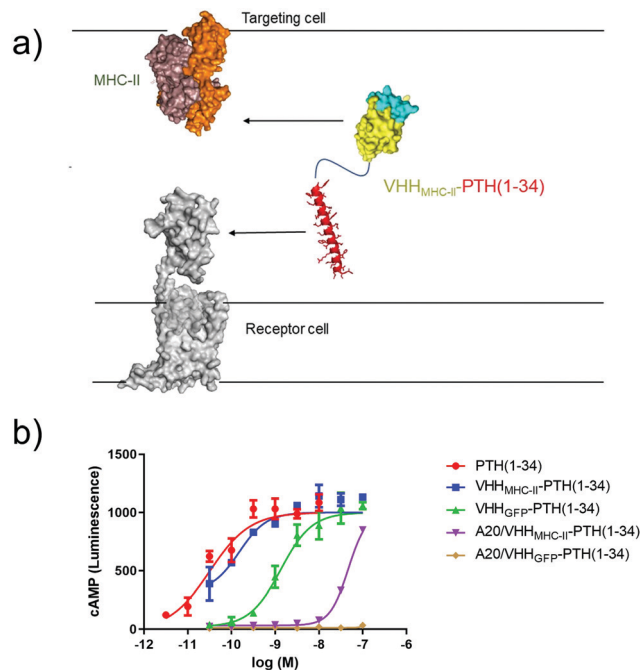 a)
Targeting cell
MHC-II
VHHMHC-II-PTH(1-34)
Receptor cell
b)
cAMP (Luminescence)
1500
1000
500
0
-12 -11 -10 -9 -8 -7 -6
log (M)
PTH(1-34)
VHHMHC-II-PTH(1-34)
VHHGFP-PTH(1-34)
A20/VHHMHC-II-PTH(1-34)
A20/VHHGFP-PTH(1-34)